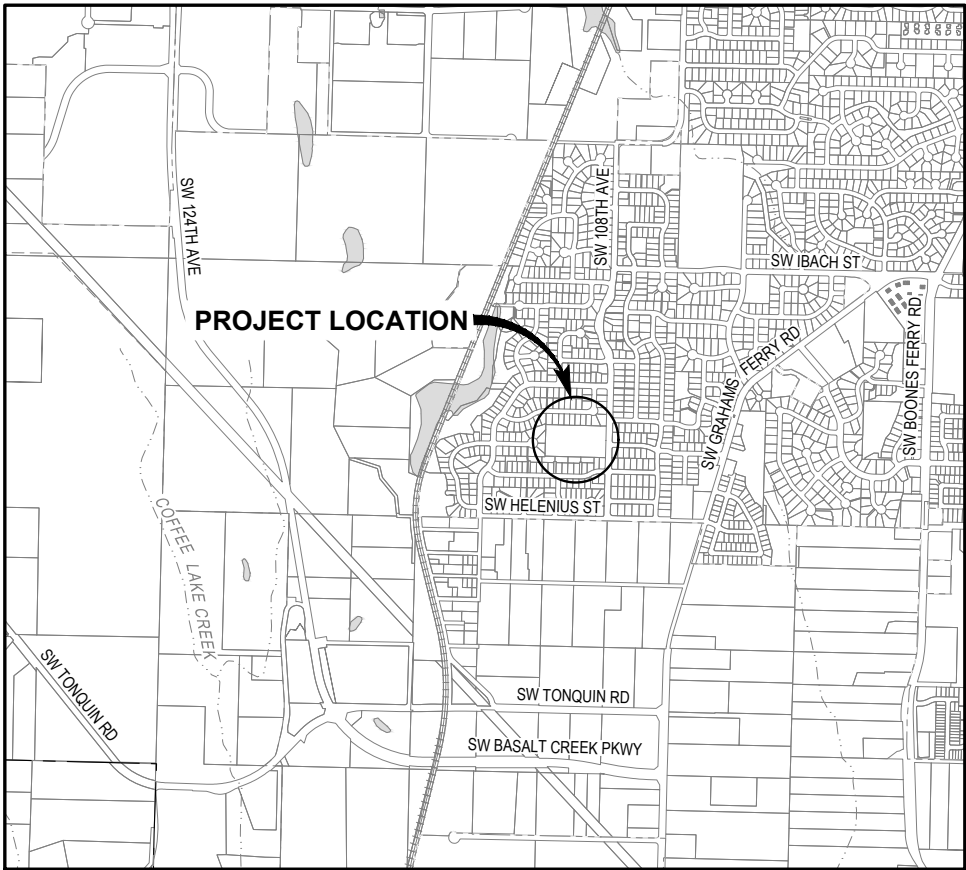 SW 124TH AVE
SW 108TH AVE
SW IBACH ST
PROJECT LOCATION
SW GRAHAMS FERRY RD
SW BOONES FERRY RD
SW HELENIUS ST
COFFEE LAKE CREEK
SW TONQUIN RD
SW TONQUIN RD
SW BASALT CREEK PKWY